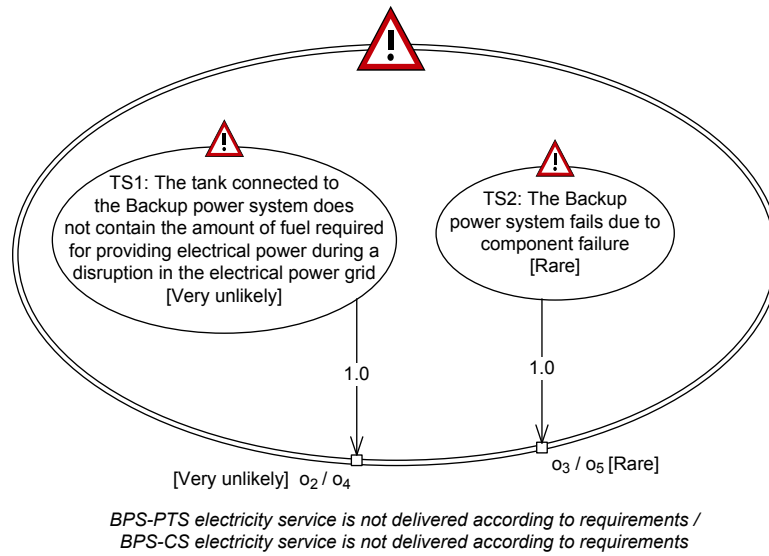 TS1: The tank connected to
the Backup power system does
not contain the amount of fuel required
for providing electrical power during a
disruption in the electrical power grid
[Very unlikely]
TS2: The Backup
power system fails due to
component failure
[Rare]
1.0
1.0
[Very unlikely] o2 / o4
o3 / o5 [Rare]
BPS-PTS electricity service is not delivered according to requirements /
BPS-CS electricity service is not delivered according to requirements